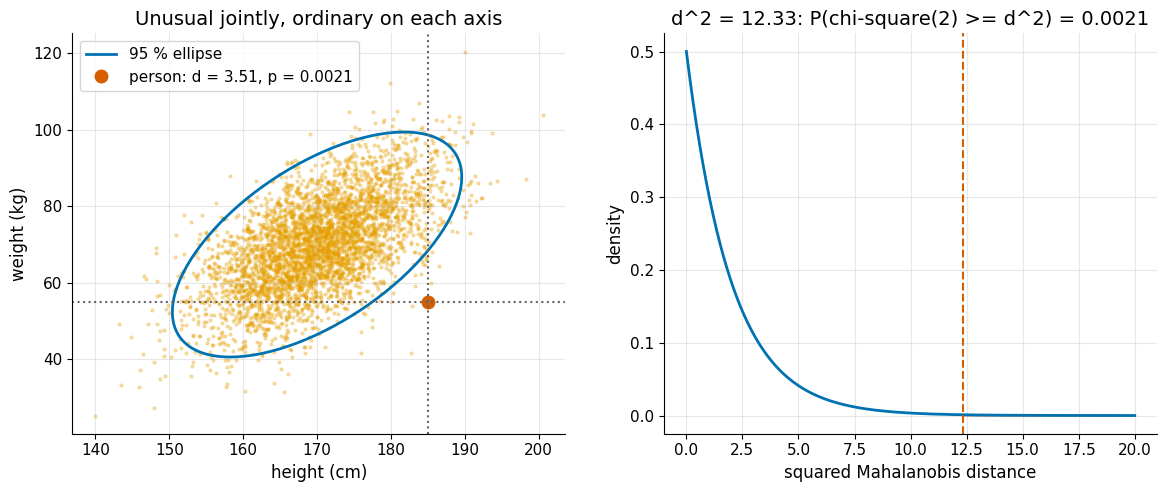 Unusual jointly, ordinary on each axis
95 % ellipse
person: d = 3.51, p = 0.0021
120
100
80
60
40
weight (kg)
140 150 160 170 180 190 200
height (cm)
d^2 = 12.33: P(chi-square(2) >= d^2) = 0.0021
0.5
0.4
0.3
0.2
0.1
0.0
density
0.0 2.5 5.0 7.5 10.0 12.5 15.0 17.5 20.0
squared Mahalanobis distance